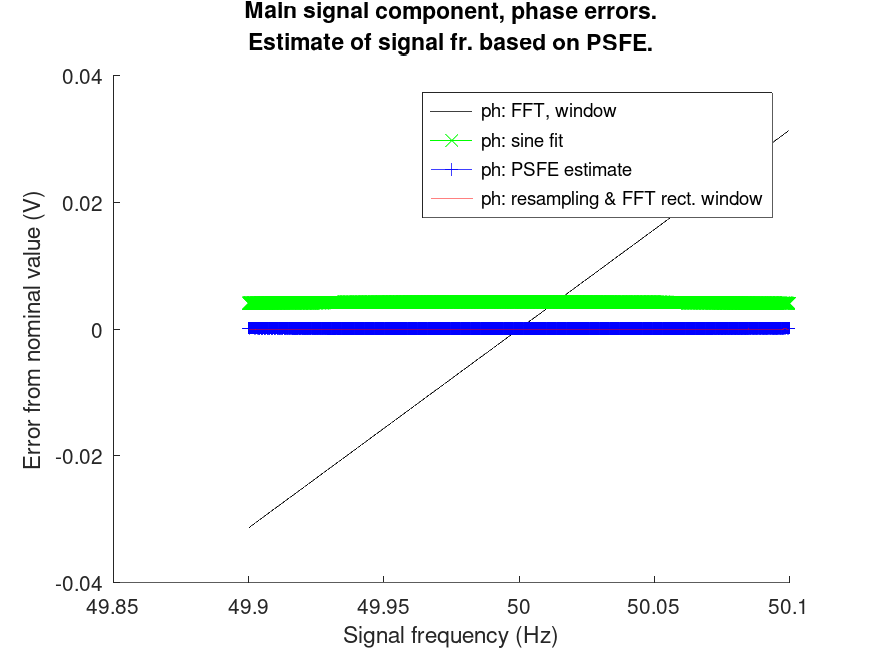 Main signal component, phase errors.
Estimate of signal fr. based on PSFE.
0.04
0.02
0
-0.02
-0.04
Error from nominal value (V)
ph: FFT, window
ph: sine fit
ph: PSFE estimate
ph: resampling & FFT rect. window
49.85
49.9
49.95
50
50.05
50.1
Signal frequency (Hz)